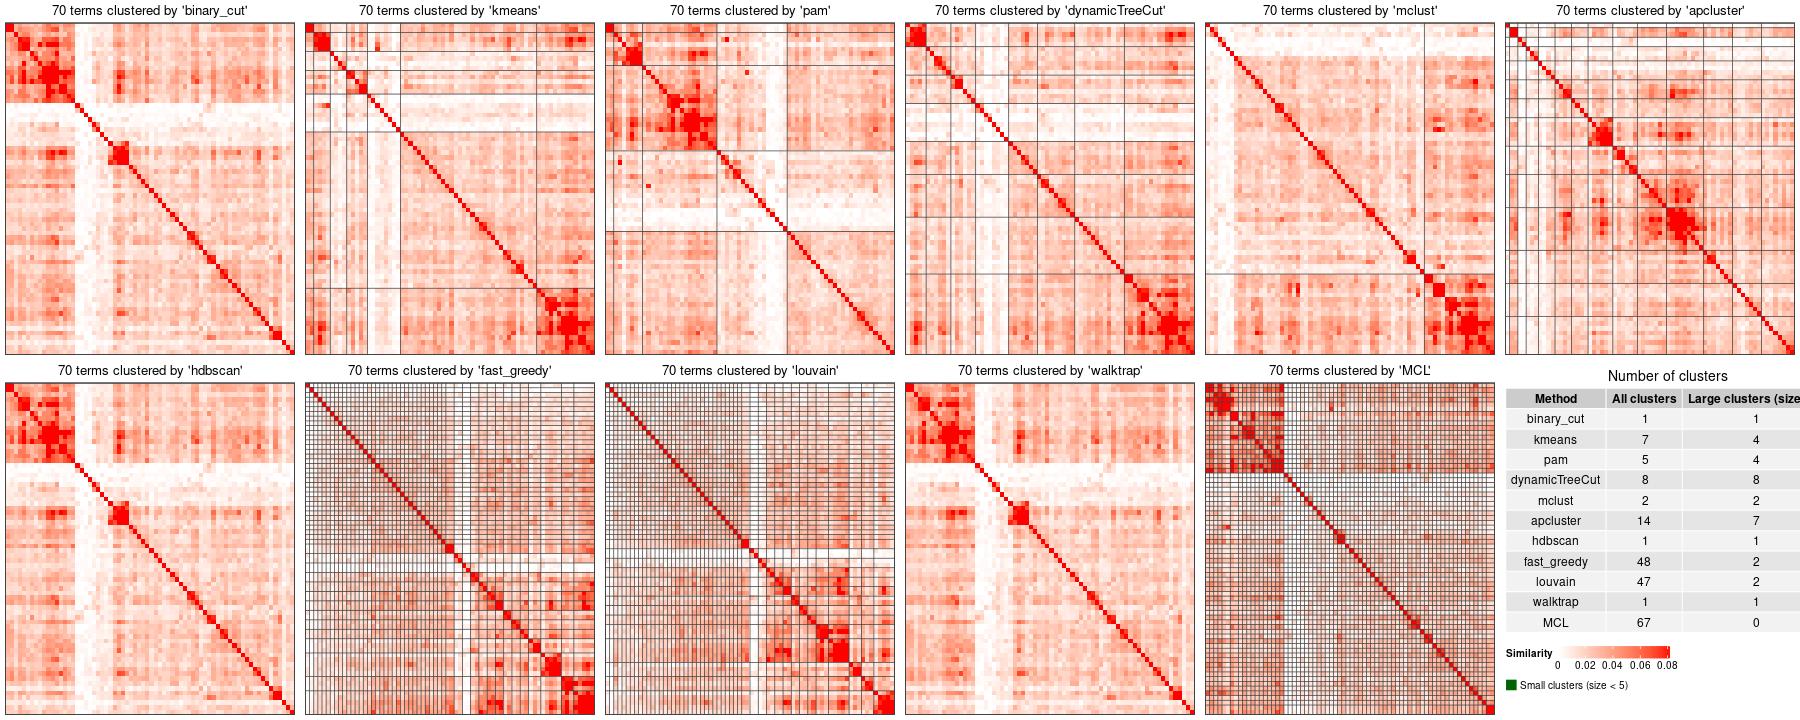 70 terms clustered by 'binary_cut'
70 terms clustered by 'kmeans'
70 terms clustered by 'pam'
70 terms clustered by 'dynamicTreeCut'
70 terms clustered by 'mclust'
70 terms clustered by 'apcluster'
70 terms clustered by 'hdbscan'
70 terms clustered by 'fast_greedy'
70 terms clustered by 'louvain'
70 terms clustered by 'walktrap'
70 terms clustered by 'MCL'
Number of clusters
Method All clusters Large clusters (size
binary_cut 1 1
kmeans 7 4
pam 5 4
dynamicTreeCut 8 8
mclust 2 2
apcluster 14 7
hdbscan 1 1
fast_greedy 48 2
louvain 47 2
walktrap 1 1
MCL 67 0
Similarity
0 0.02 0.04 0.06 0.08
Small clusters (size < 5)